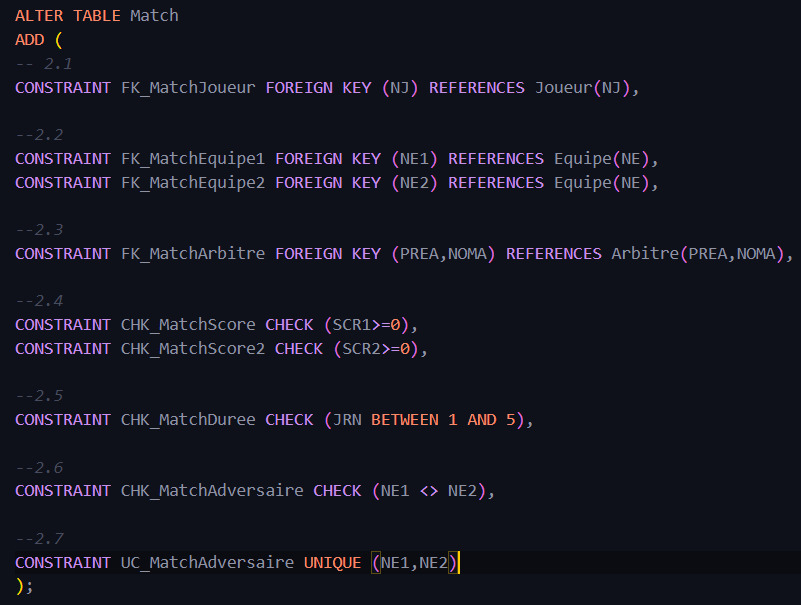 ALTER TABLE Match
ADD (
-- 2.1
CONSTRAINT FK_MatchJoueur FOREIGN KEY (NJ) REFERENCES Joueur(NJ),
--2.2
CONSTRAINT FK_MatchEquipe1 FOREIGN KEY (NE1) REFERENCES Equipe(NE),
CONSTRAINT FK_MatchEquipe2 FOREIGN KEY (NE2) REFERENCES Equipe(NE),
--2.3
CONSTRAINT FK_MatchArbitre FOREIGN KEY (PREA,NOMA) REFERENCES Arbitre(PREA,NOMA),
--2.4
CONSTRAINT CHK_MatchScore CHECK (SCR1>=0),
CONSTRAINT CHK_MatchScore2 CHECK (SCR2>=0),
--2.5
CONSTRAINT CHK_MatchDuree CHECK (JRN BETWEEN 1 AND 5),
--2.6
CONSTRAINT CHK_MatchAdversaire CHECK (NE1 <> NE2),
--2.7
CONSTRAINT UC_MatchAdversaire UNIQUE (NE1,NE2)
);